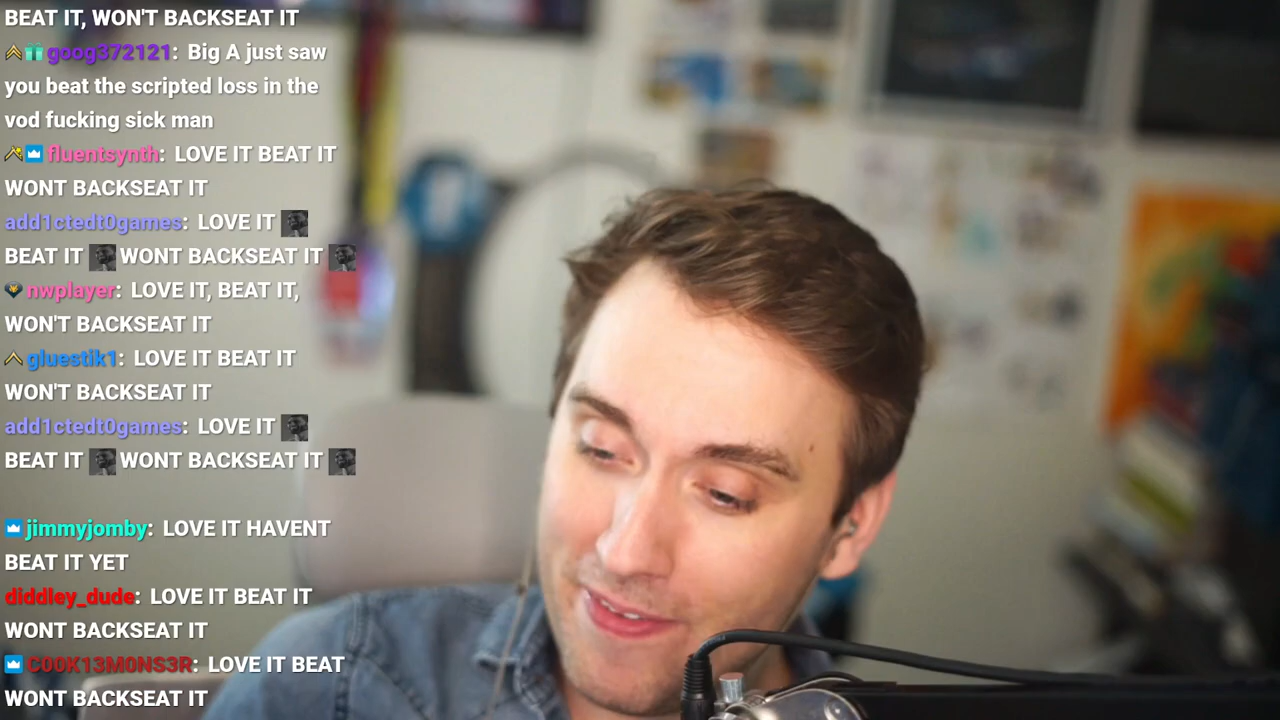 BEAT IT, WON'T BACKSEAT IT
goog372121: Big A just saw
you beat the scripted loss in the
vod fucking sick man
fluentsynth: LOVE IT BEAT IT
WONT BACKSEAT IT
add1ctedt0games: LOVE IT
BEAT IT WONT BACKSEAT IT
nwplayer: LOVE IT, BEAT IT,
WON'T BACKSEAT IT
gluestik1: LOVE IT BEAT IT
WON'T BACKSEAT IT
add1ctedt0games: LOVE IT
BEAT IT WONT BACKSEAT IT
jimmyjomby: LOVE IT HAVENT
BEAT IT YET
diddley_dude: LOVE IT BEAT IT
WONT BACKSEAT IT
C00K13M0NS3R: LOVE IT BEAT
WONT BACKSEAT IT